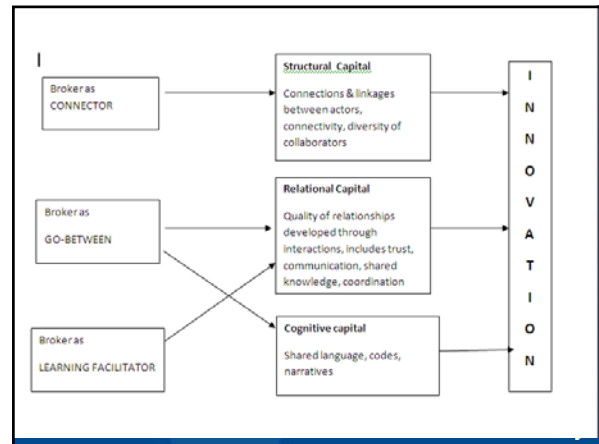 Broker as
CONNECTOR
Structural Capital
Connections & linkages
between actors,
connectivity, diversity of
collaborators
Broker as
GO-BETWEEN
Relational Capital
Quality of relationships
developed through
interactions, includes trust,
communication, shared
knowledge, coordination
Broker as
LEARNING FACILITATOR
Cognitive capital
Shared language, codes,
narratives
I
N
N
O
V
A
T
I
O
N